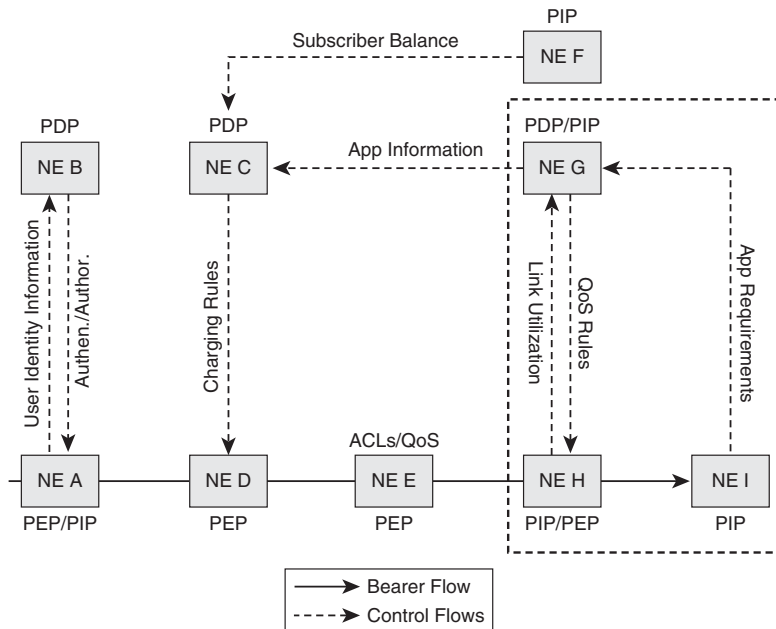 PIP
Subscriber Balance
NE F
PDP
PDP
PDP/PIP
NE B
NE C
App Information
NE G
User Identity Information
Authen./Author.
Charging Rules
Link Utilization
QoS Rules
App Requirements
ACLs/QoS
NE A
NE D
NE E
NE H
NE I
PEP/PIP
PEP
PEP
PIP/PEP
PIP
Bearer Flow
Control Flows